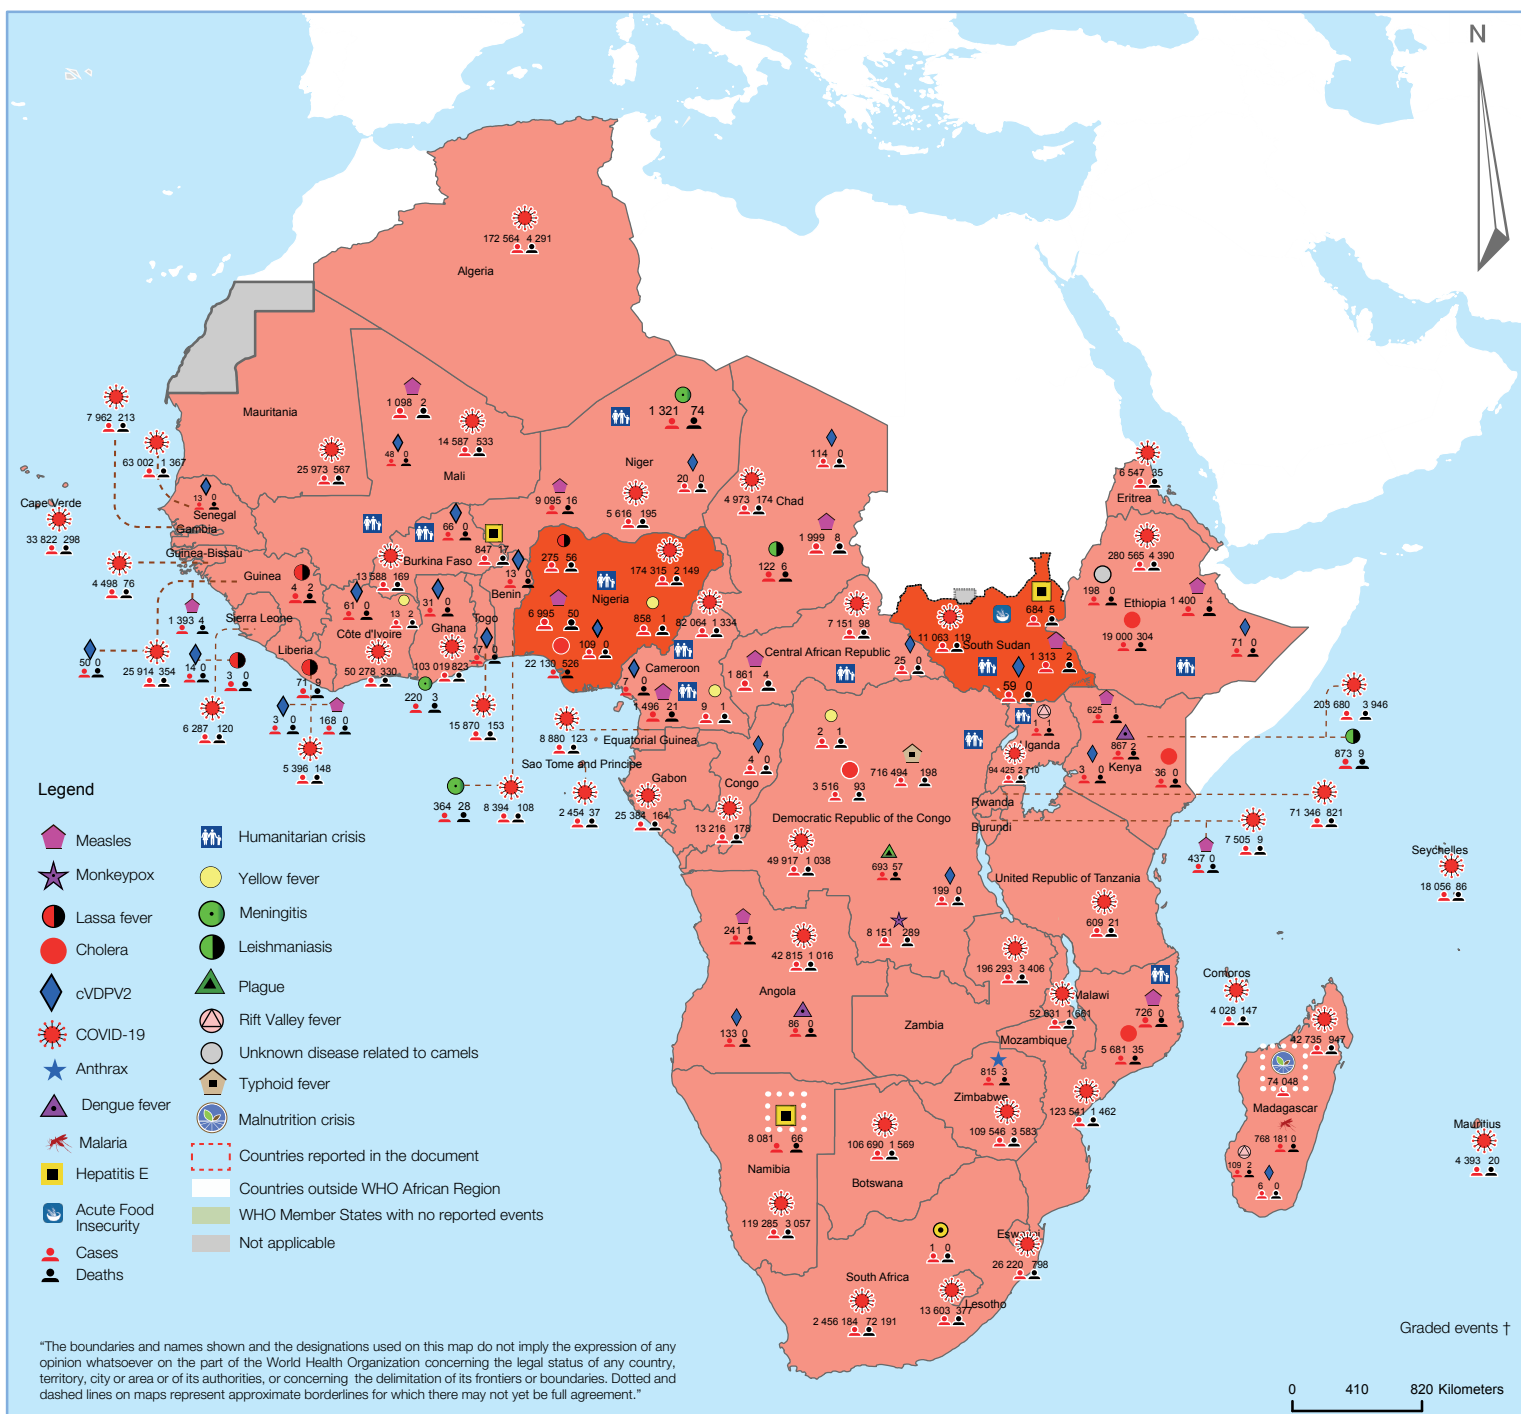 N
172 564 4 291
Algeria
Mauritania
1 098 2
1 321 74
7 962 213
14 587 533
48 0
114 0
63 002 1 367
25 973 567
Mali
Niger
20 0
6 547 35
Eritrea
13 0
Senegal
9 095 16
5 616 195
4 973 174
Chad
Cape Verde
Gambia
33 822 298
66 0
1 999 8
Guinea-Bissau
847 17
Burkina Faso
275 56
174 315 2 149
280 565 4 390
122 6
4 498 76
Guinea
4 2
13 588 169
13 0
Benin
Nigeria
198 0
Ethiopia
1 400 4
61 0
13 2
31 0
Togo
6 995 50
858 1
82 064 1 334
7 151 98
684 5
1 393 4
Sierra Leone
Côte d'Ivoire
Ghana
11 063 119
South Sudan
19 000 304
Liberia
17 0
109 0
22 130 526
Central African Republic
1 313 2
71 0
50 0
25 914 354
14 0
3 0
71 9
50 278 330
103 019 823
Cameroon
7 0
1 861 4
25 0
59 0
220 3
1 496 21
9 1
6 287 120
3 0
168 0
15 870 153
8 880 123
Equatorial Guinea
2 1
1 1
Uganda
625 1
867 2
Kenya
203 680 3 946
5 396 148
Sao Tome and Principe
4 0
716 494 198
94 425 2 710
3 0
36 0
873 9
Gabon
Congo
3 516 93
364 28
8 394 108
2 454 37
25 384 164
13 216 178
Democratic Republic of the Congo
Rwanda
Burundi
71 346 821
49 917 1 038
693 57
7 505 9
437 0
Seychelles
18 056 86
199 0
United Republic of Tanzania
609 21
241 1
42 815 1 016
8 151 289
196 293 3 406
Comoros
4 028 147
Angola
133 0
86 0
Zambia
Malawi
52 631 1 661
726 0
Mozambique
5 681 35
42 735 947
815 3
Zimbabwe
74 048
Madagascar
123 541 1 462
109 546 3 583
8 081 66
106 690 1 569
768 181 0
Mauritius
4 393 20
Namibia
Botswana
109 2
6 0
119 285 3 057
1 0
26 220 798
South Africa
13 603 377
Lesotho
2 456 184 72 191
Legend
Measles
Monkeypox
Lassa fever
Cholera
cVDPV2
COVID-19
Anthrax
Dengue fever
Malaria
Hepatitis E
Acute Food
Insecurity
Cases
Deaths
Humanitarian crisis
Yellow fever
Meningitis
Leishmaniasis
Plague
Rift Valley fever
Unknown disease related to camels
Typhoid fever
Malnutrition crisis
Countries reported in the document
Countries outside WHO African Region
WHO Member States with no reported events
Not applicable
Graded events †
“The boundaries and names shown and the designations used on this map do not imply the expression of any
opinion whatsoever on the part of the World Health Organization concerning the legal status of any country,
territory, city or area or of its authorities, or concerning the delimitation of its frontiers or boundaries. Dotted and
dashed lines on maps represent approximate borderlines for which there may not yet be full agreement.”
0 410 820 Kilometers